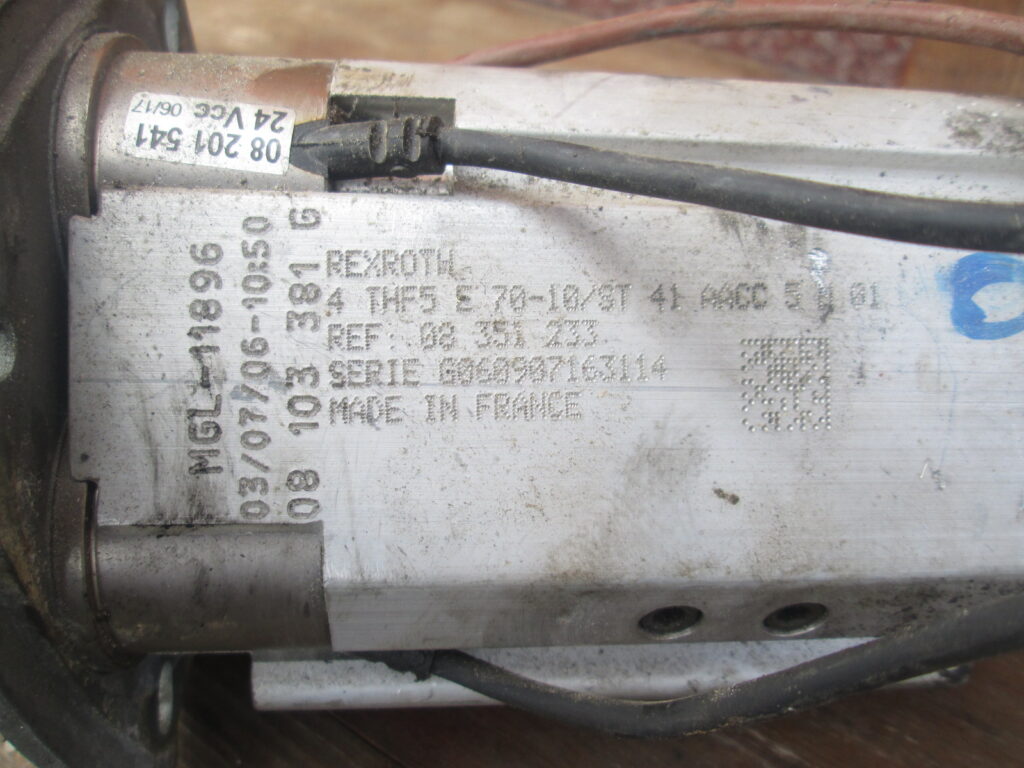 08 201 541
24 Vcc 06/17
MGL-11896
03/07/06-10:50
08 103 381 G
REXROTH
4 THF5 E 70-10/ST 41 AACC 5 01
REF: 08 351 233
SERIE G060907163114
MADE IN FRANCE